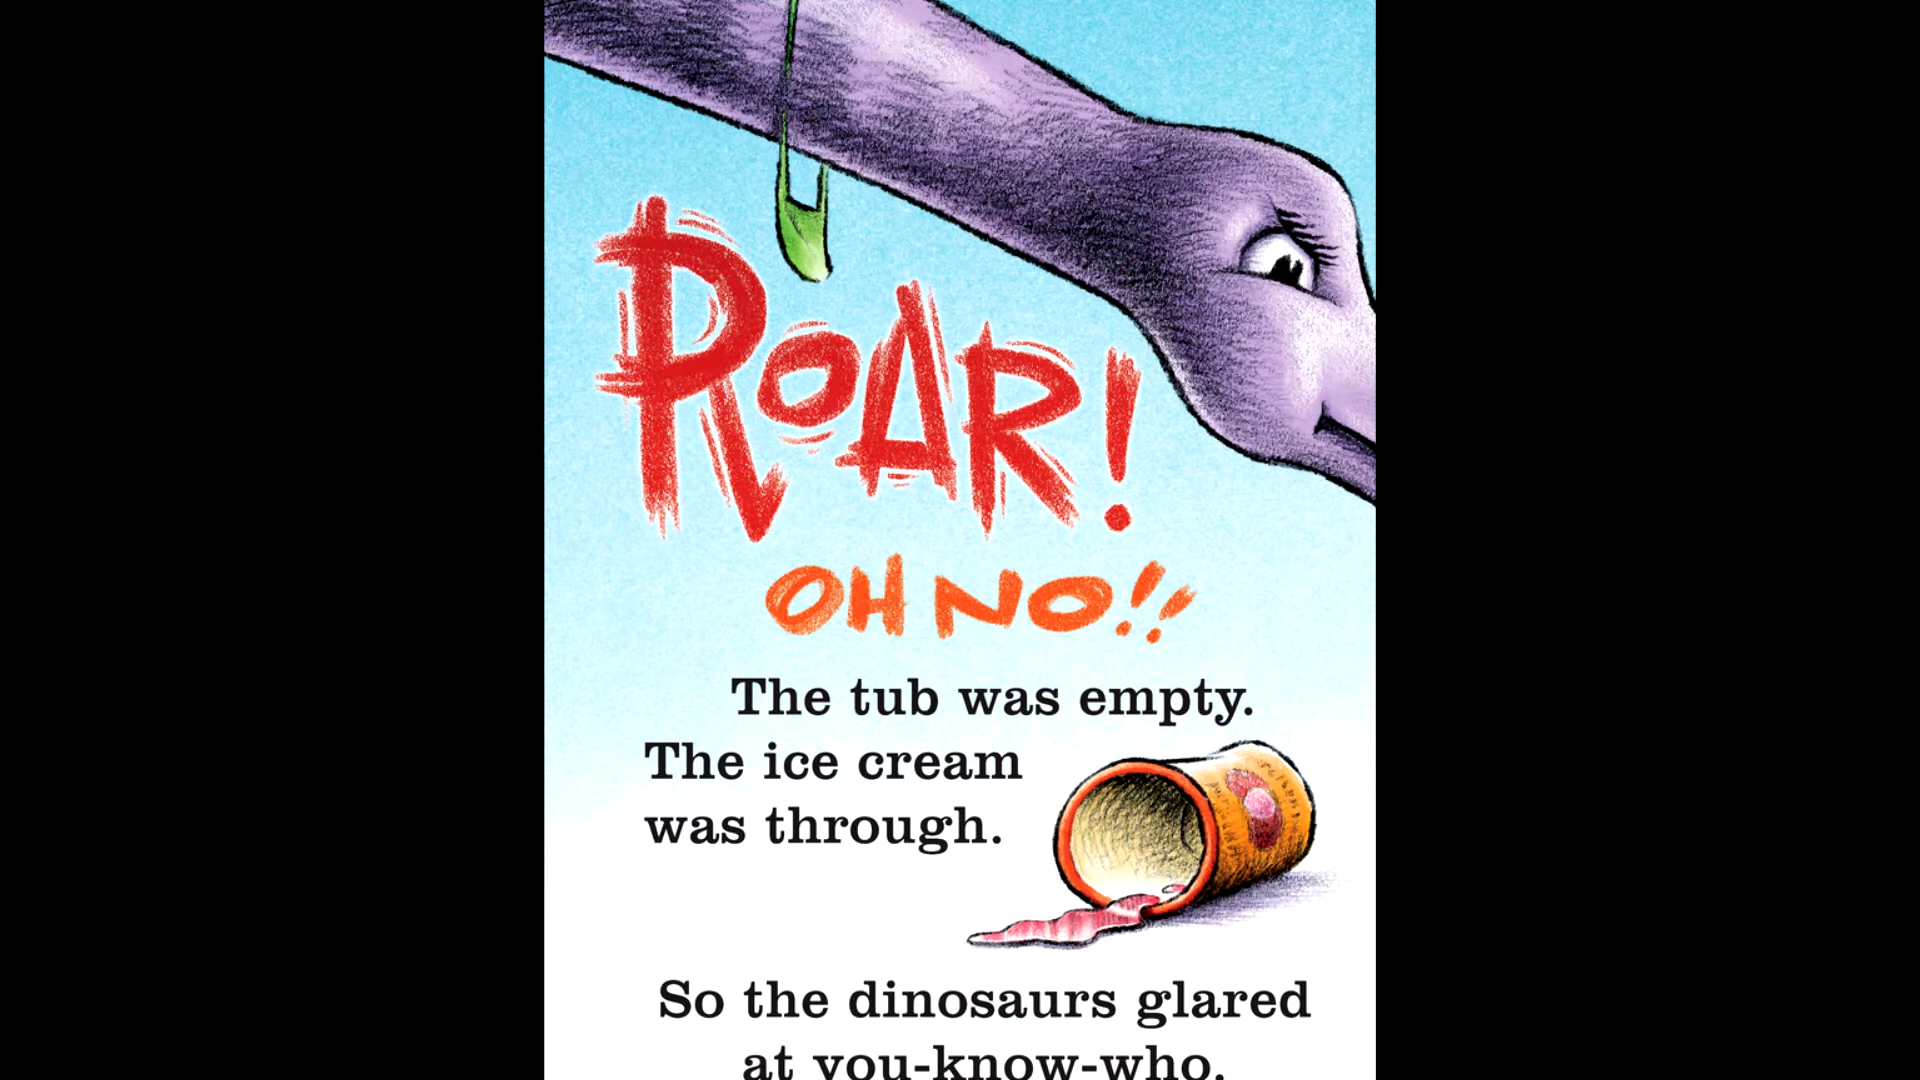 ROAR!
OH NO!!
The tub was empty.
The ice cream
was through.
So the dinosaurs glared
at you-know-who.